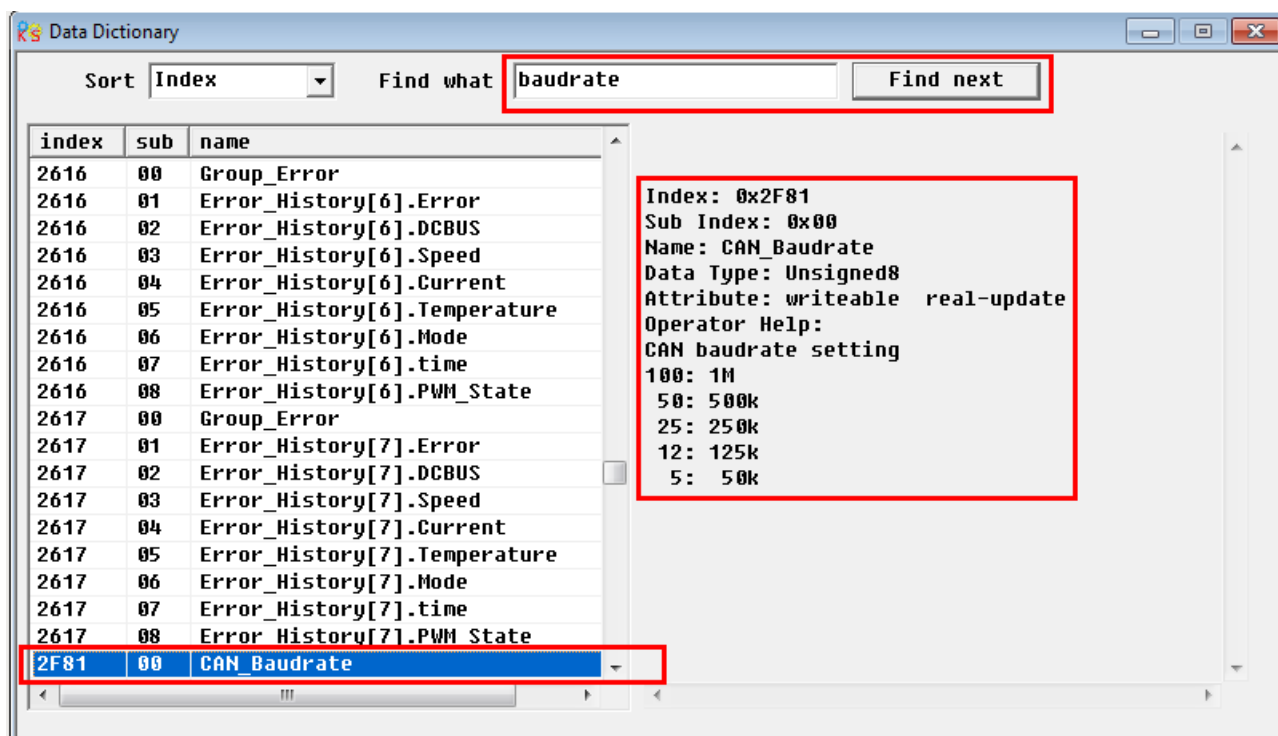 Data Dictionary
Sort Index Find what baudrate Find next
index sub name
2616 00 Group_Error
2616 01 Error_History[6].Error
2616 02 Error_History[6].DCBUS
2616 03 Error_History[6].Speed
2616 04 Error_History[6].Current
2616 05 Error_History[6].Temperature
2616 06 Error_History[6].Mode
2616 07 Error_History[6].time
2616 08 Error_History[6].PWM_State
2617 00 Group_Error
2617 01 Error_History[7].Error
2617 02 Error_History[7].DCBUS
2617 03 Error_History[7].Speed
2617 04 Error_History[7].Current
2617 05 Error_History[7].Temperature
2617 06 Error_History[7].Mode
2617 07 Error_History[7].time
2617 08 Error_History[7].PWM_State
2F81 00 CAN_Baudrate
Index: 0x2F81
Sub Index: 0x00
Name: CAN_Baudrate
Data Type: Unsigned8
Attribute: writeable real-update
Operator Help:
CAN baudrate setting
100: 1M
50: 500k
25: 250k
12: 125k
5: 50k